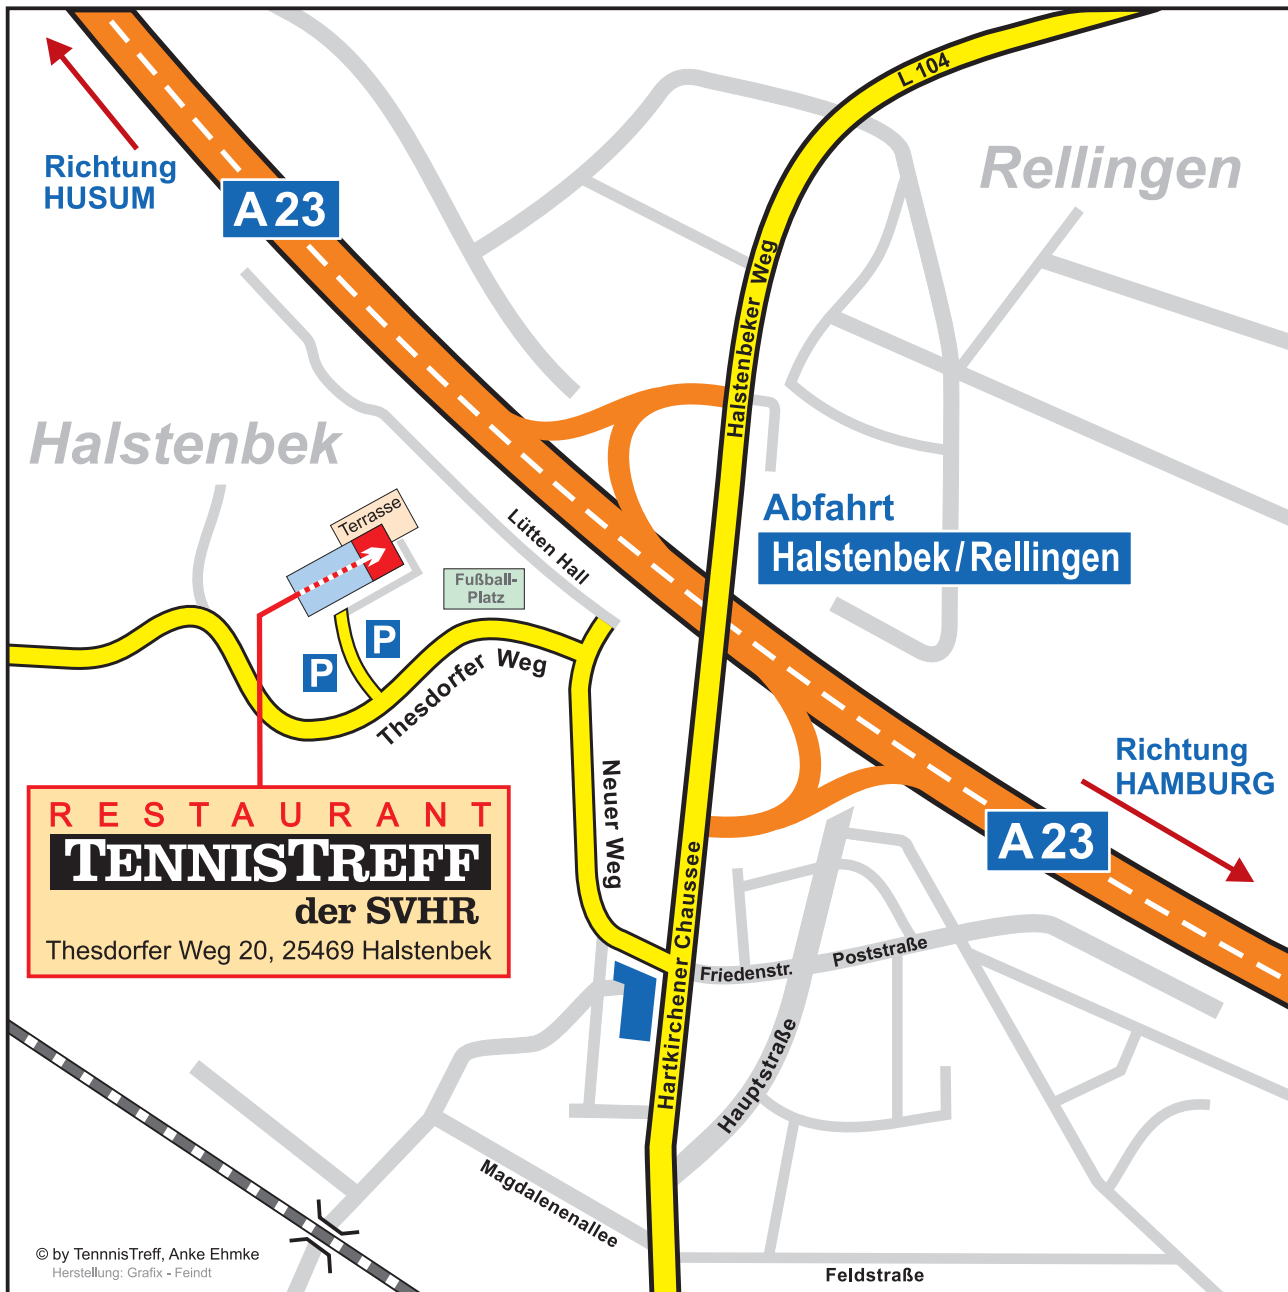 L 104
Rellingen
Richtung
HUSUM
A 23
Halstenbeker Weg
Halstenbek
Terrasse
Lütten Hall
Abfahrt
Halstenbek / Rellingen
Fußball-
Platz
P
P
Thesdorfer Weg
Neuer Weg
Richtung
HAMBURG
A 23
RESTAURANT
TENNISTREFF
der SVHR
Thesdorfer Weg 20, 25469 Halstenbek
Hartkirchener Chaussee
Friedenstr.
Poststraße
Hauptstraße
Magdalenenallee
Feldstraße
© by TennnisTreff, Anke Ehmke
Herstellung: Grafix - Feindt